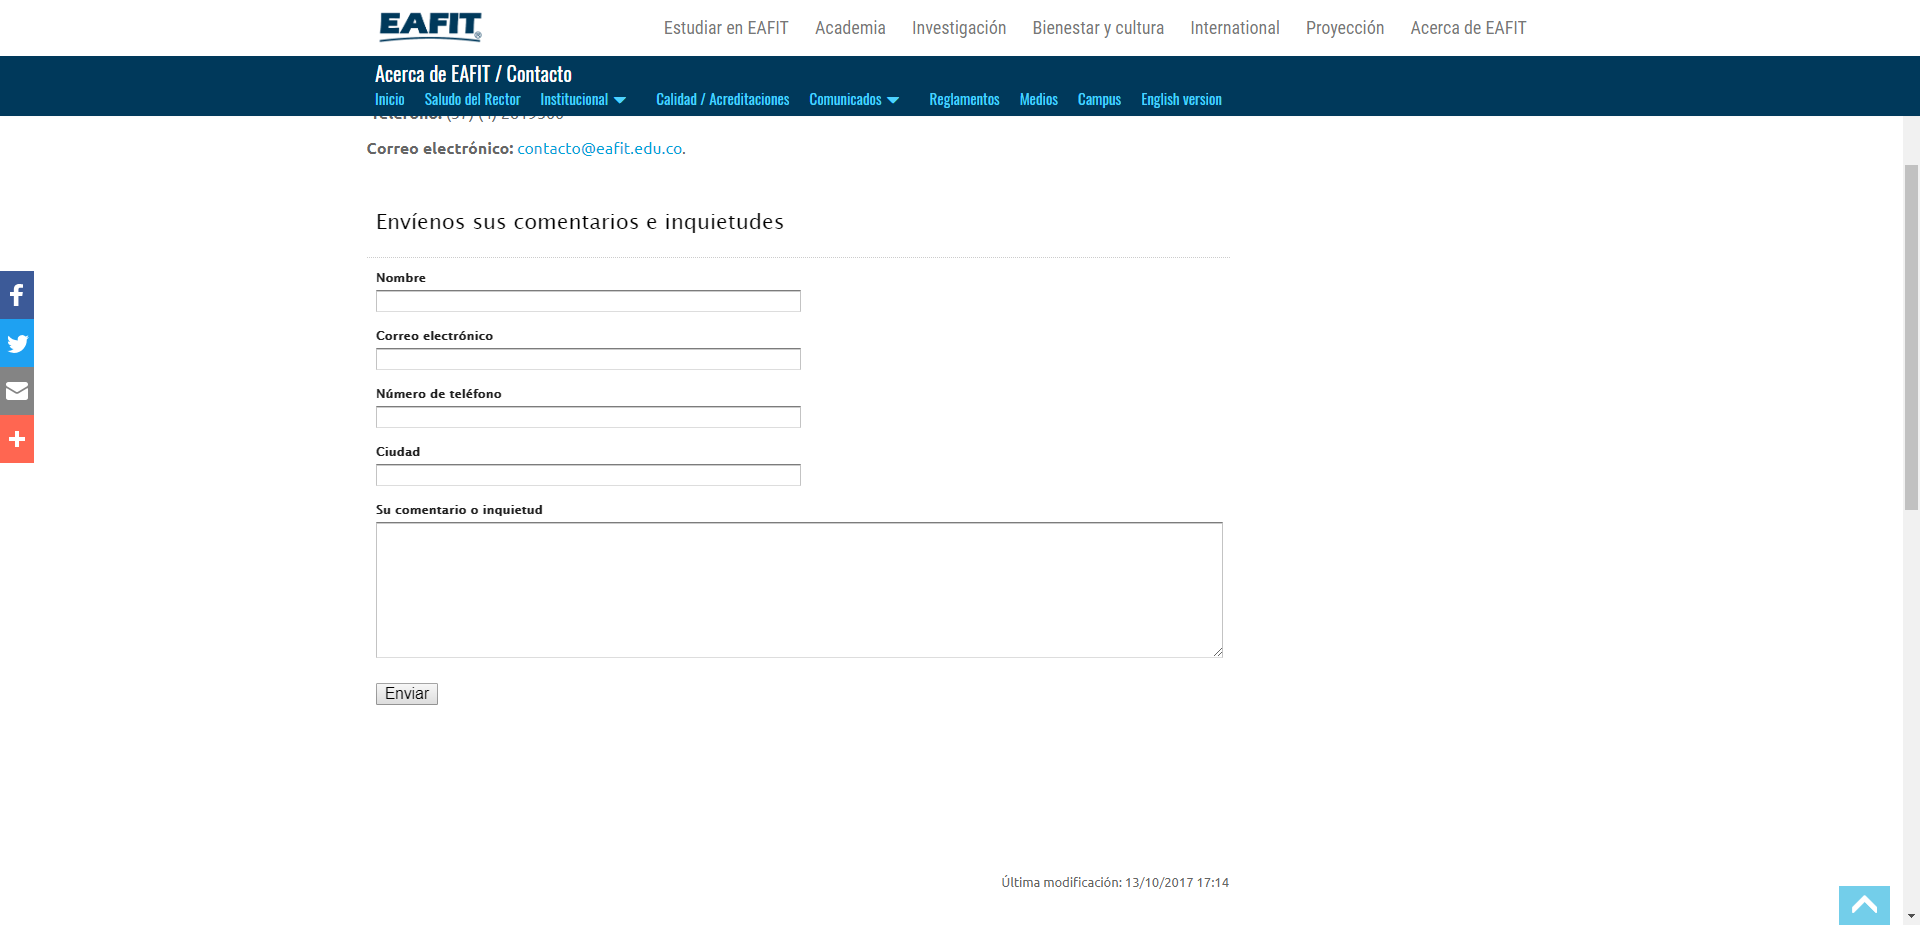 EAFIT®
Estudiar en EAFIT Academia Investigación Bienestar y cultura International Proyección Acerca de EAFIT
Acerca de EAFIT / Contacto
Inicio Saludo del Rector Institucional Calidad / Acreditaciones Comunicados Reglamentos Medios Campus English version
Correo electrónico: contacto@eafit.edu.co.
Envíenos sus comentarios e inquietudes
Nombre
Correo electrónico
Número de teléfono
Ciudad
Su comentario o inquietud
Enviar
Última modificación: 13/10/2017 17:14